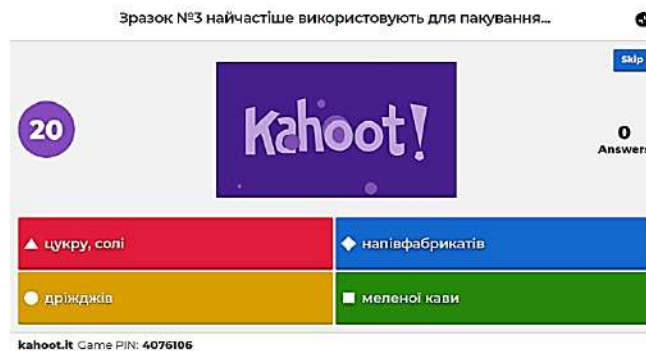 Зразок №3 найчастіше використовують для пакування...
Skip
20
Kahoot!
0
Answers
цукру, солі
напівфабрикатів
дріжджів
меленої кави
kahoot.it Game PIN: 4076106